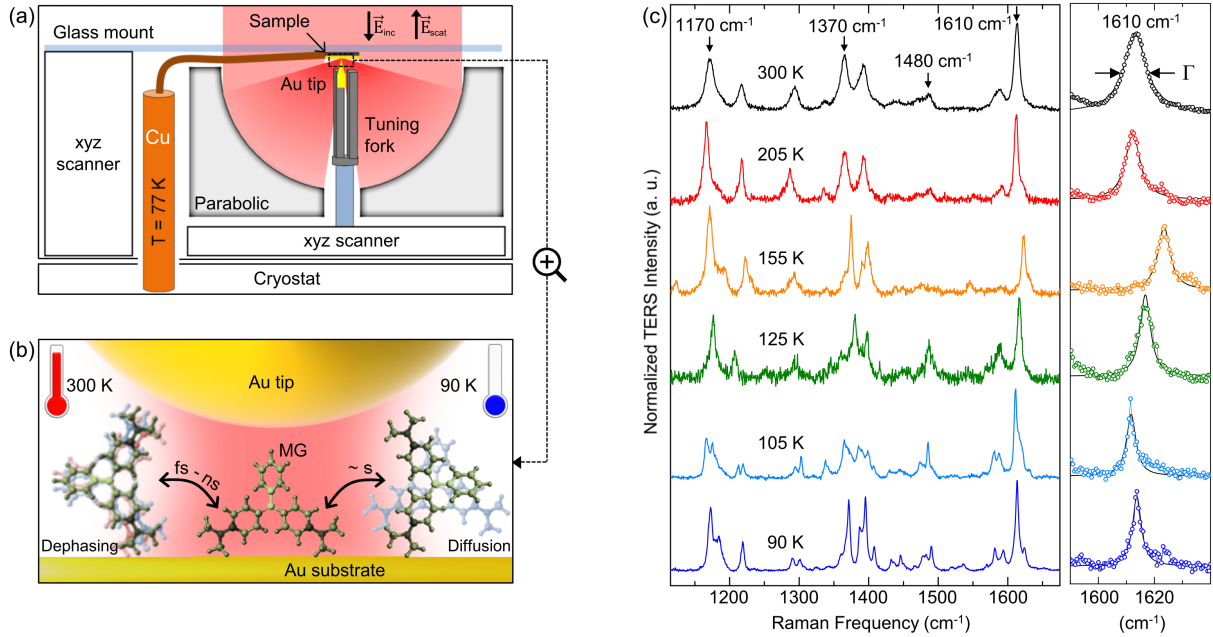 (a)
Sample
E⃗inc
E⃗scat
Glass mount
Au tip
Tuning
fork
xyz
scanner
Cu
T = 77 K
Parabolic
xyz scanner
Cryostat
(b)
300 K
Au tip
90 K
MG
fs - ns
~ s
Dephasing
Diffusion
Au substrate
(c)
1170 cm⁻¹
1370 cm⁻¹
1610 cm⁻¹
1480 cm⁻¹
300 K
205 K
155 K
125 K
105 K
90 K
Normalized TERS Intensity (a. u.)
1200
1300
1400
1500
1600
Raman Frequency (cm⁻¹)
1610 cm⁻¹
Γ
1600
1620
(cm⁻¹)